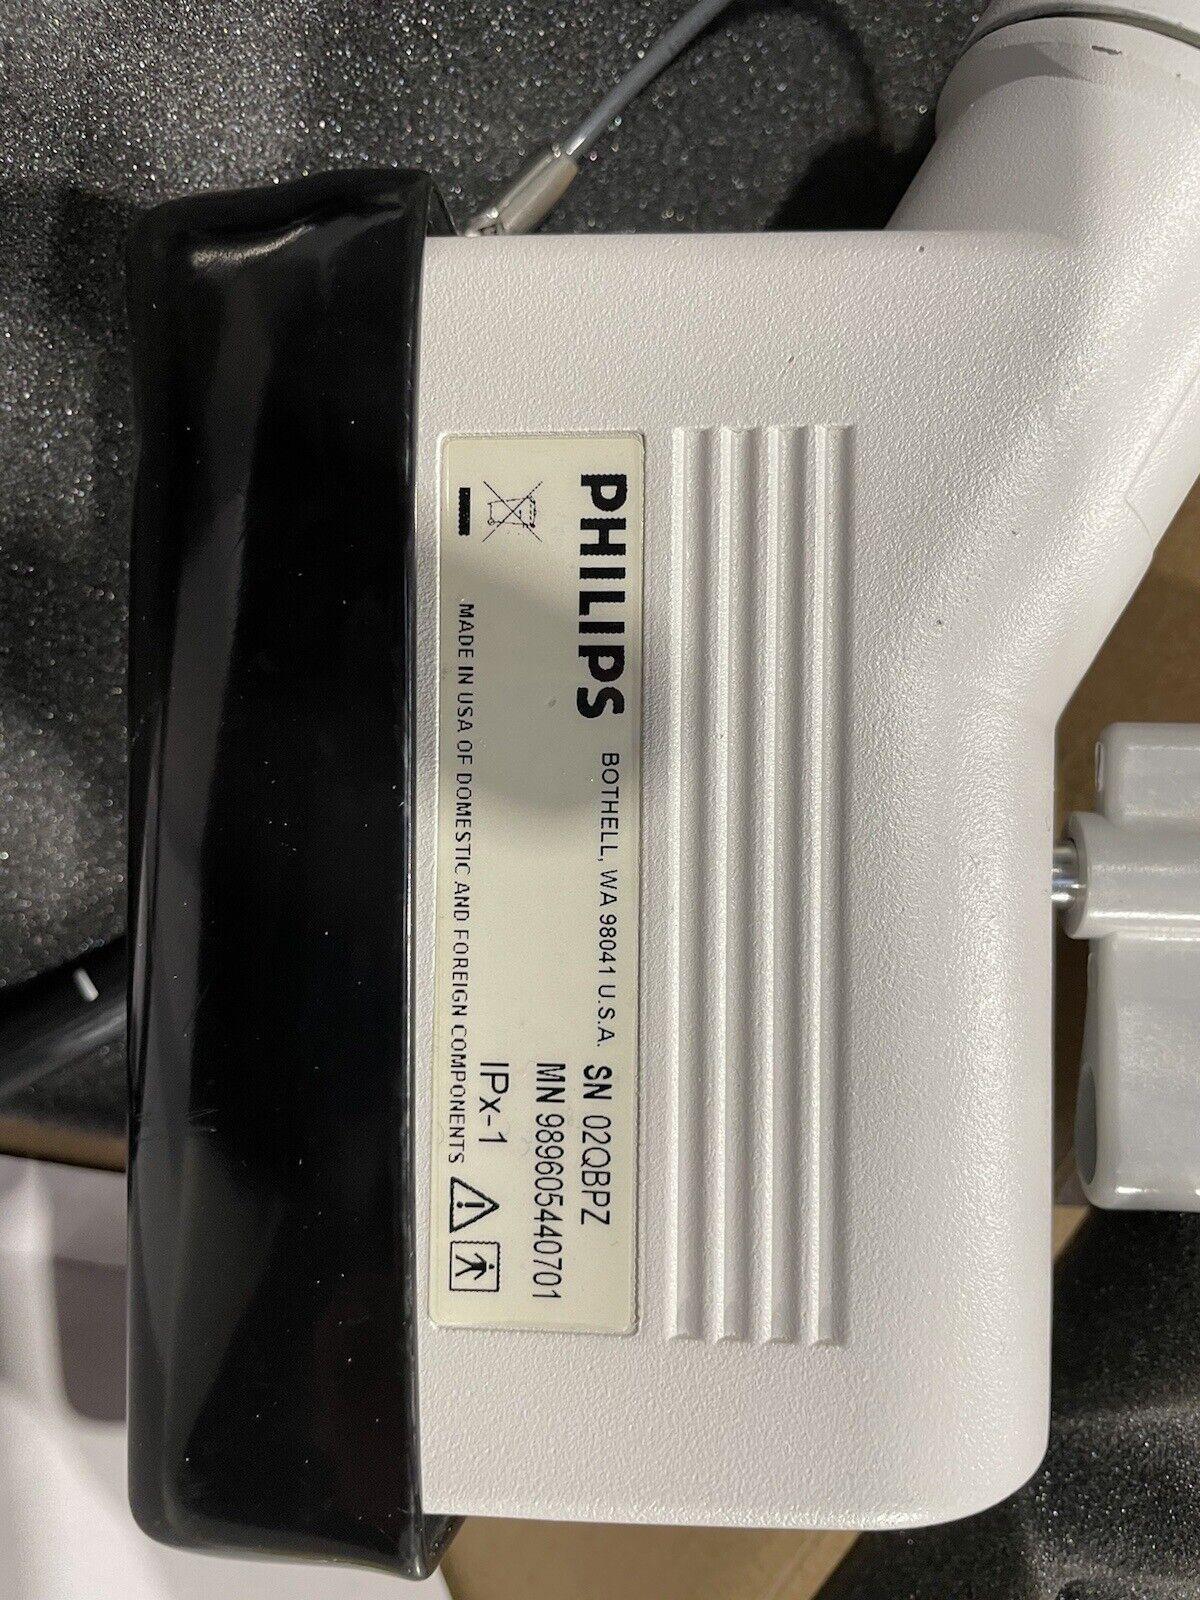 PHILIPS BOTHELL, WA 98041 U.S.A. SN 02QBPZ
MN 989605440701
IPx-1
MADE IN USA OF DOMESTIC AND FOREIGN COMPONENTS